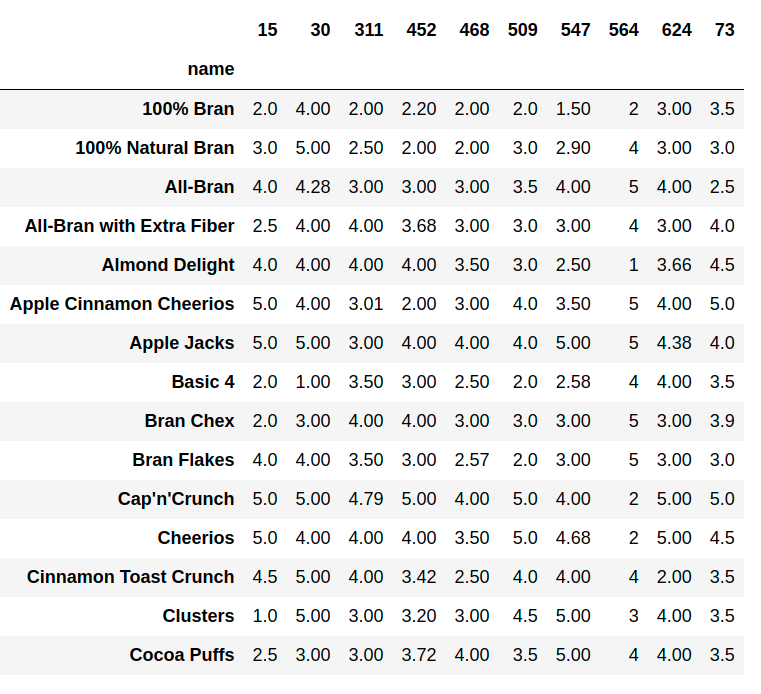 15 30 311 452 468 509 547 564 624 73
name
100% Bran 2.0 4.00 2.00 2.20 2.00 2.0 1.50 2 3.00 3.5
100% Natural Bran 3.0 5.00 2.50 2.00 2.00 3.0 2.90 4 3.00 3.0
All-Bran 4.0 4.28 3.00 3.00 3.00 3.5 4.00 5 4.00 2.5
All-Bran with Extra Fiber 2.5 4.00 4.00 3.68 3.00 3.0 3.00 4 3.00 4.0
Almond Delight 4.0 4.00 4.00 4.00 3.50 3.0 2.50 1 3.66 4.5
Apple Cinnamon Cheerios 5.0 4.00 3.01 2.00 3.00 4.0 3.50 5 4.00 5.0
Apple Jacks 5.0 5.00 3.00 4.00 4.00 4.0 5.00 5 4.38 4.0
Basic 4 2.0 1.00 3.50 3.00 2.50 2.0 2.58 4 4.00 3.5
Bran Chex 2.0 3.00 4.00 4.00 3.00 3.0 3.00 5 3.00 3.9
Bran Flakes 4.0 4.00 3.50 3.00 2.57 2.0 3.00 5 3.00 3.0
Cap'n'Crunch 5.0 5.00 4.79 5.00 4.00 5.0 4.00 2 5.00 5.0
Cheerios 5.0 4.00 4.00 4.00 3.50 5.0 4.68 2 5.00 4.5
Cinnamon Toast Crunch 4.5 5.00 4.00 3.42 2.50 4.0 4.00 4 2.00 3.5
Clusters 1.0 5.00 3.00 3.20 3.00 4.5 5.00 3 4.00 3.5
Cocoa Puffs 2.5 3.00 3.00 3.72 4.00 3.5 5.00 4 4.00 3.5